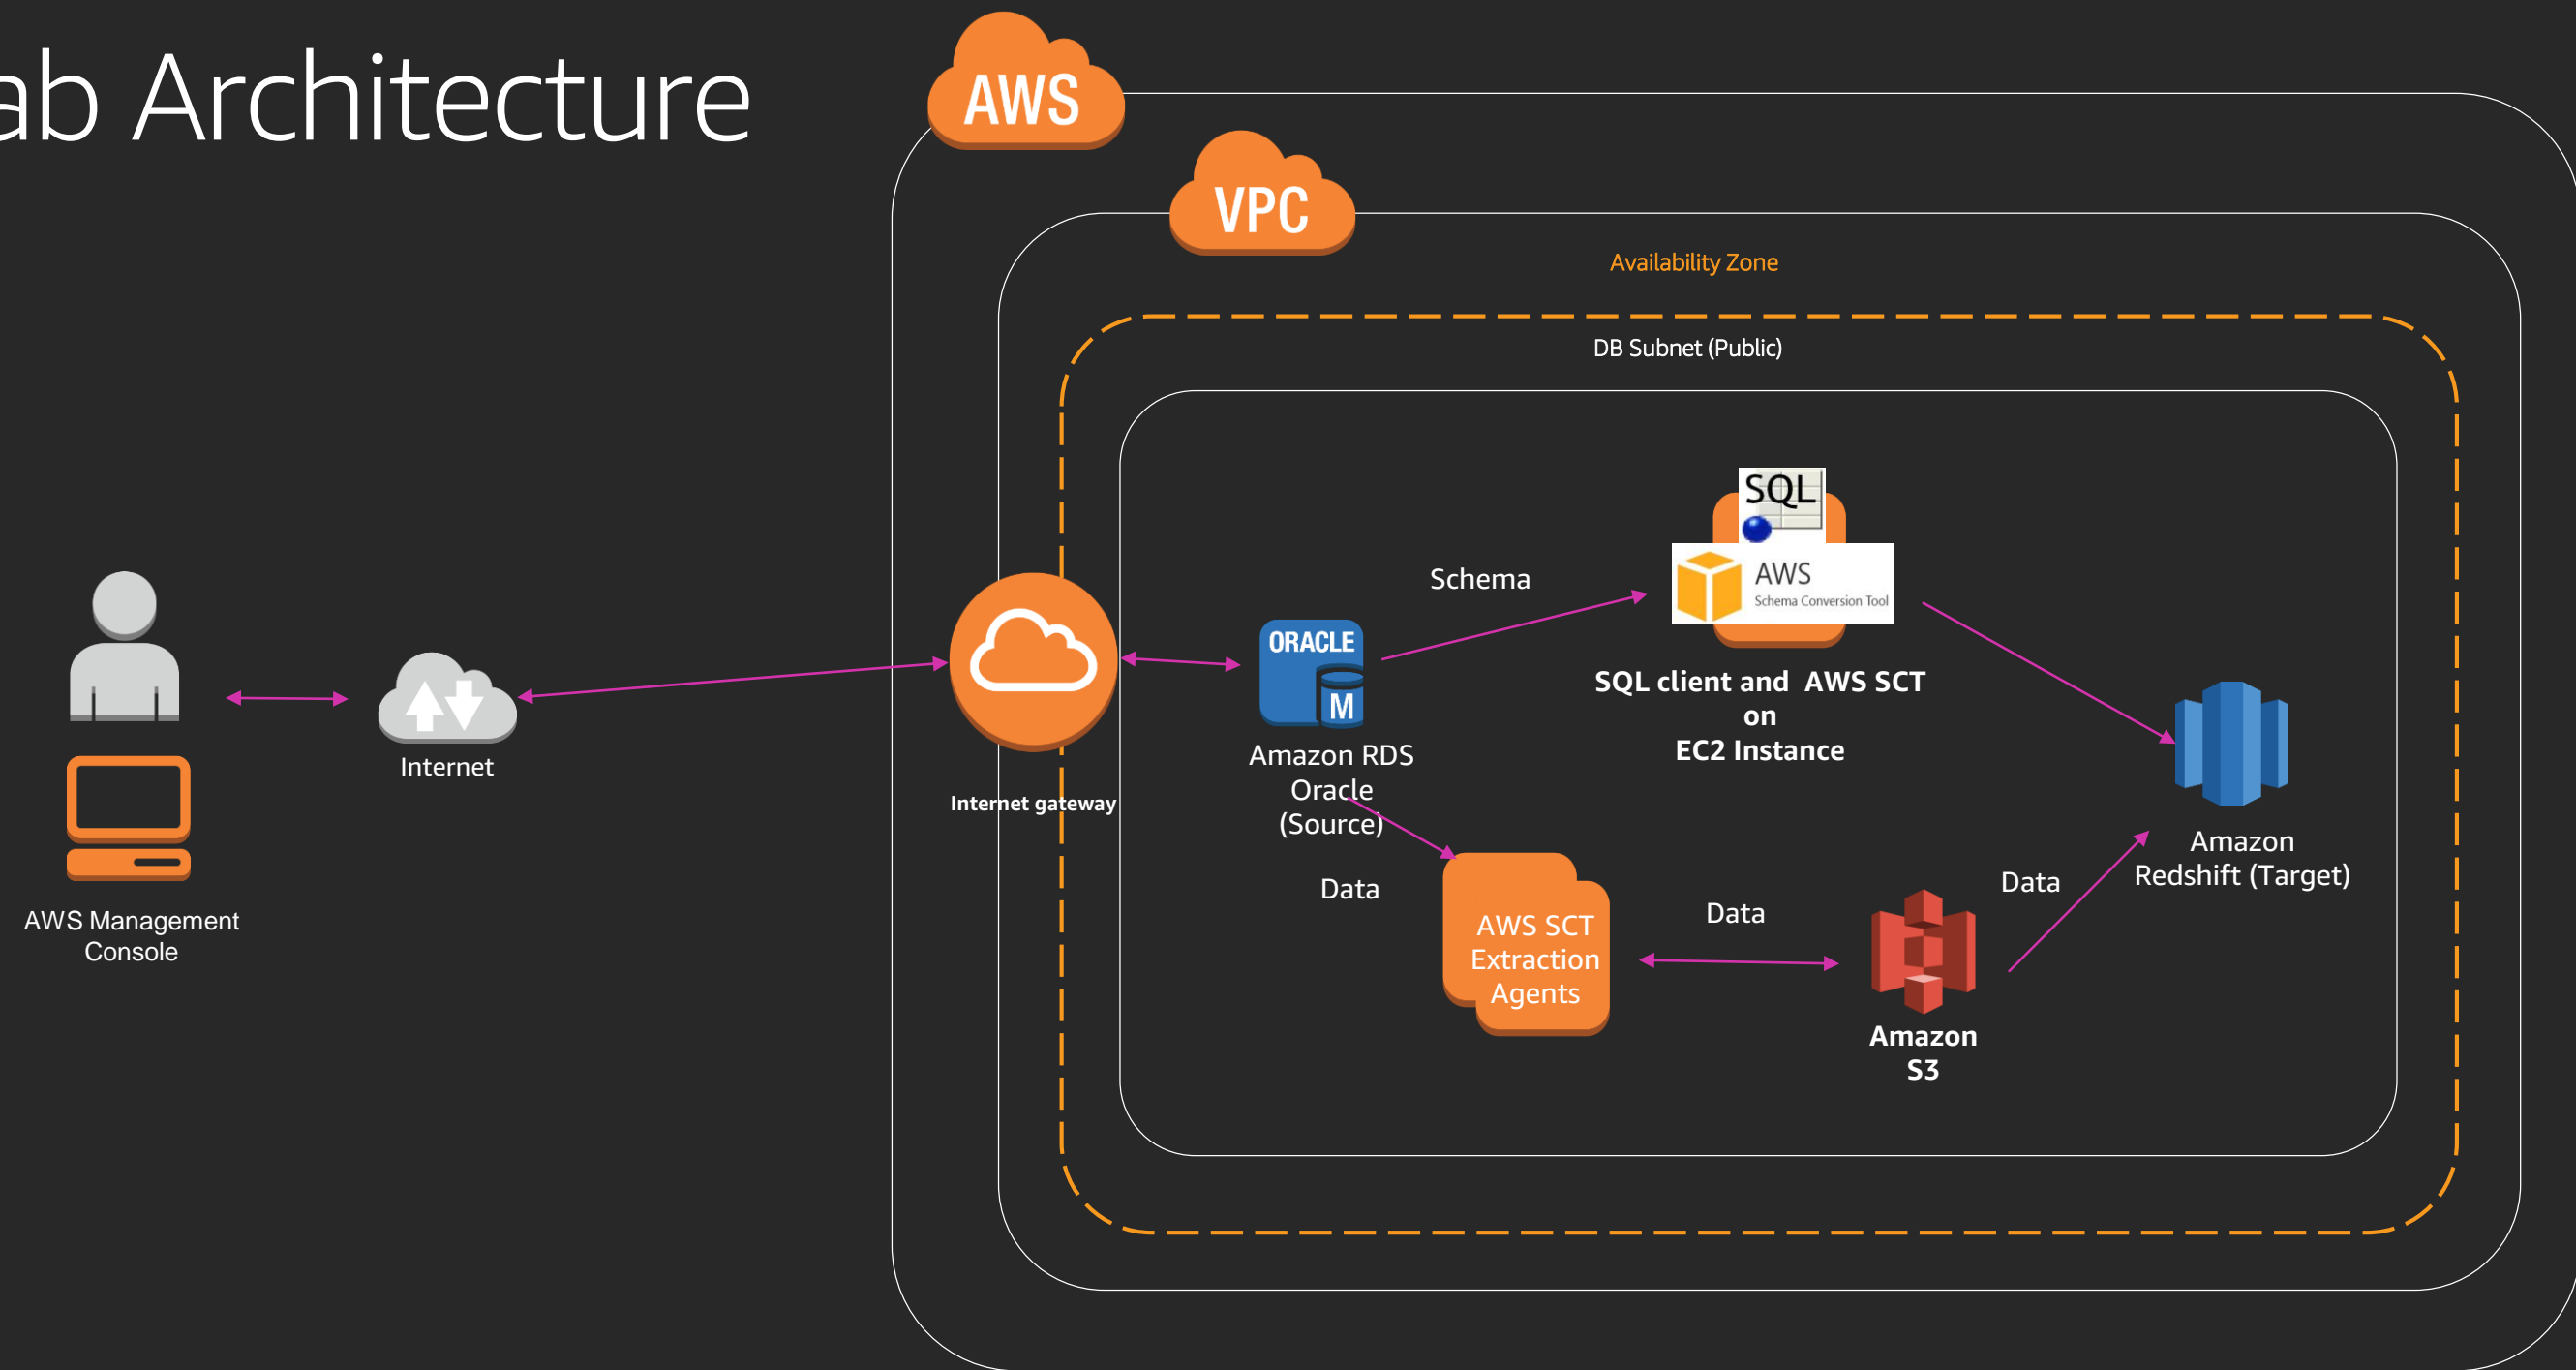 ab Architecture
AWS
VPC
Availability Zone
DB Subnet (Public)
SQL
AWS
Schema Conversion Tool
Schema
ORACLE
M
SQL client and AWS SCT
on
EC2 Instance
Internet
Internet gateway
Amazon RDS
Oracle
(Source)
Amazon
Redshift (Target)
Data
Data
Data
AWS Management
Console
AWS SCT
Extraction
Agents
Amazon
S3